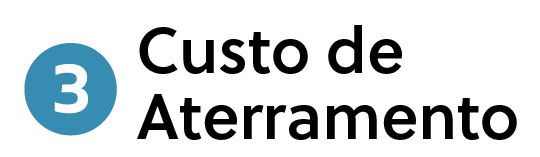 3
Custo de
Aterramento